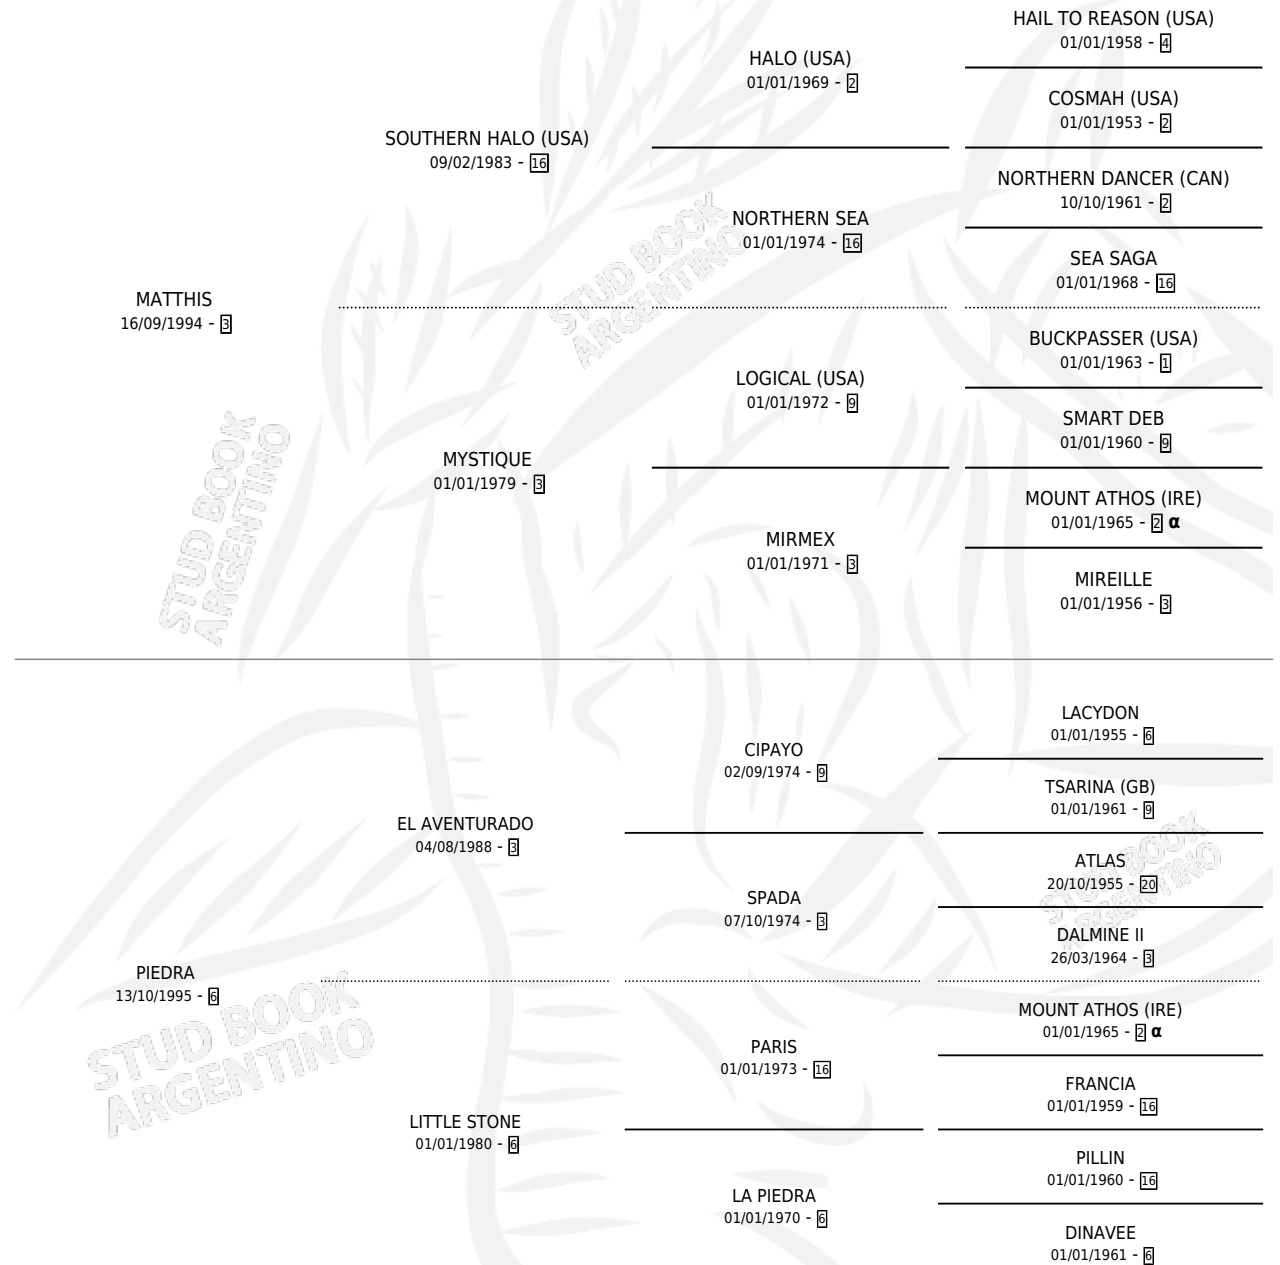 HAIL TO REASON (USA)
01/01/1958 - 4
HALO (USA)
01/01/1969 - 2
COSMAH (USA)
01/01/1953 - 2
SOUTHERN HALO (USA)
09/02/1983 - 16
NORTHERN DANCER (CAN)
10/10/1961 - 2
NORTHERN SEA
01/01/1974 - 16
SEA SAGA
01/01/1968 - 16
MATTHIS
16/09/1994 - 3
BUCKPASSER (USA)
01/01/1963 - 1
LOGICAL (USA)
01/01/1972 - 9
SMART DEB
01/01/1960 - 9
MYSTIQUE
01/01/1979 - 3
MOUNT ATHOS (IRE)
01/01/1965 - 2 α
MIRMEX
01/01/1971 - 3
MIREILLE
01/01/1956 - 3
LACYDON
01/01/1955 - 6
CIPAYO
02/09/1974 - 9
TSARINA (GB)
01/01/1961 - 9
EL AVENTURADO
04/08/1988 - 3
ATLAS
20/10/1955 - 20
SPADA
07/10/1974 - 3
DALMINE II
26/03/1964 - 3
PIEDRA
13/10/1995 - 6
MOUNT ATHOS (IRE)
01/01/1965 - 2 α
PARIS
01/01/1973 - 16
FRANCIA
01/01/1959 - 16
LITTLE STONE
01/01/1980 - 6
PILLIN
01/01/1960 - 16
LA PIEDRA
01/01/1970 - 6
DINAVEE
01/01/1961 - 6
STUD BOOK
ARGENTINO
STUD BOOK
ARGENTINO
STUD BOOK
ARGENTINO
STUD BOOK
ARGENTINO